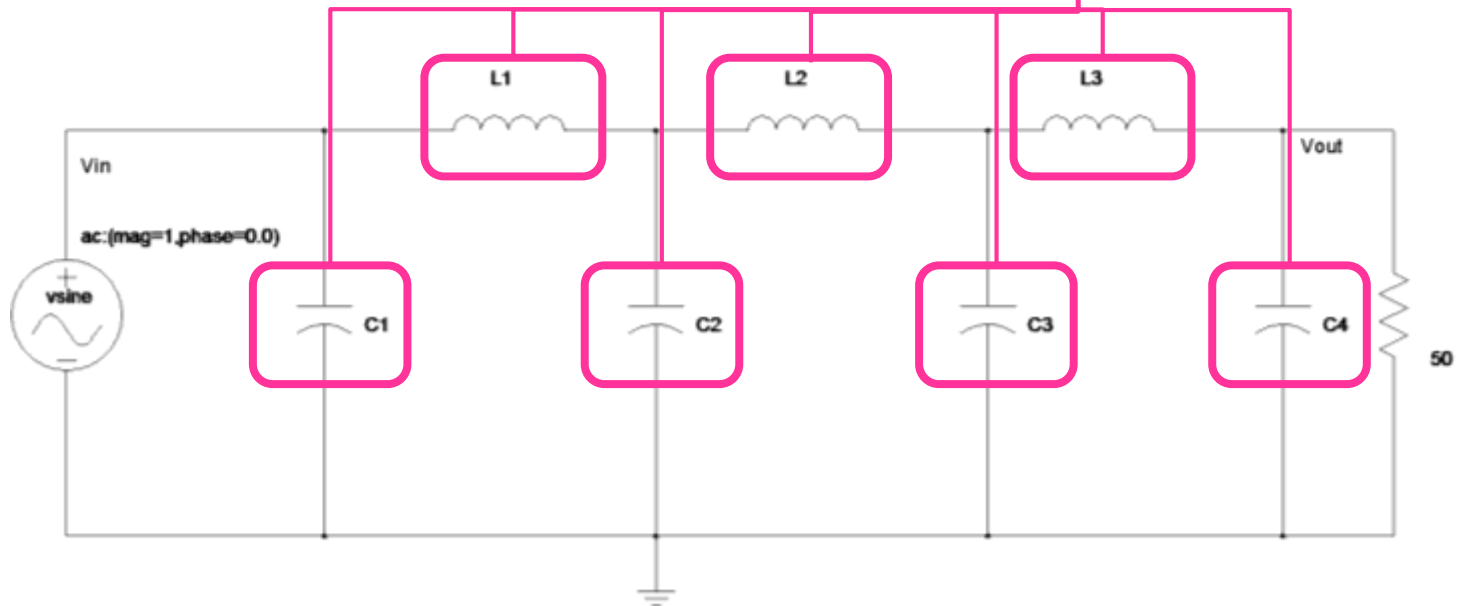 L1
L2
L3
Vin
Vout
ac:(mag=1,phase=0.0)
+
vsine
−
C1
C2
C3
C4
50